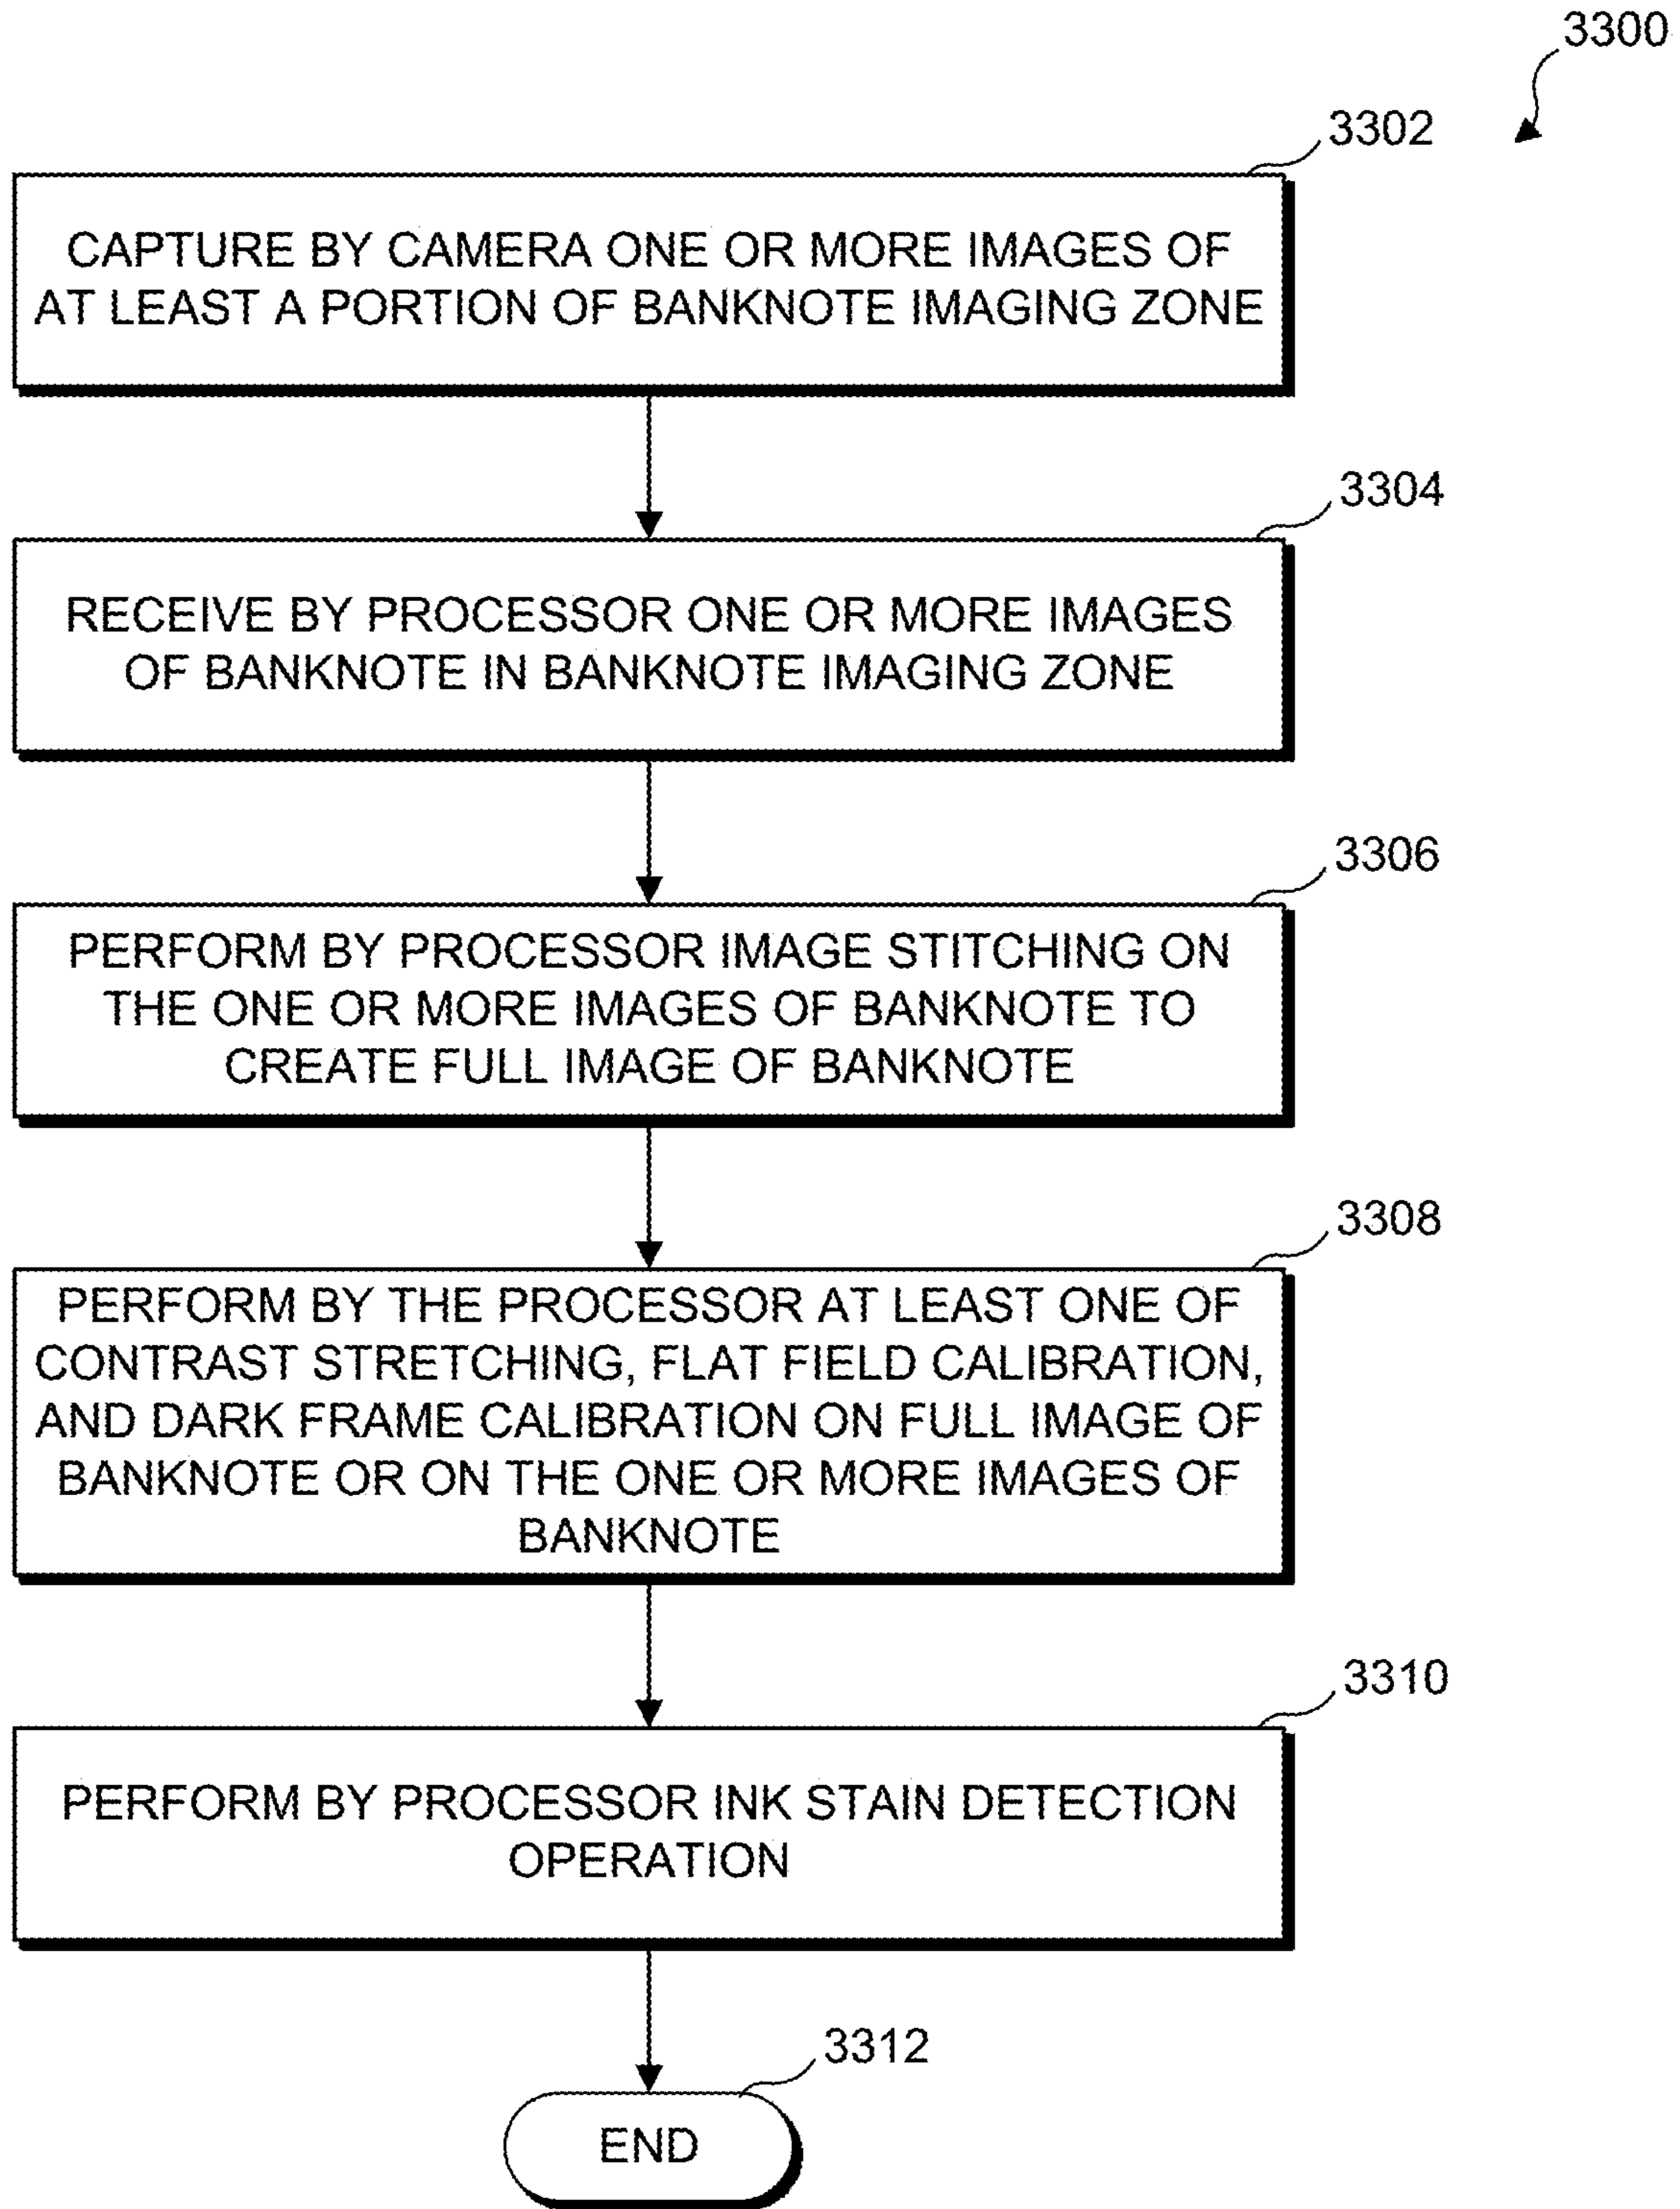 3300
3302
CAPTURE BY CAMERA ONE OR MORE IMAGES OF
AT LEAST A PORTION OF BANKNOTE IMAGING ZONE
3304
RECEIVE BY PROCESSOR ONE OR MORE IMAGES
OF BANKNOTE IN BANKNOTE IMAGING ZONE
3306
PERFORM BY PROCESSOR IMAGE STITCHING ON
THE ONE OR MORE IMAGES OF BANKNOTE TO
CREATE FULL IMAGE OF BANKNOTE
3308
PERFORM BY THE PROCESSOR AT LEAST ONE OF
CONTRAST STRETCHING, FLAT FIELD CALIBRATION,
AND DARK FRAME CALIBRATION ON FULL IMAGE OF
BANKNOTE OR ON THE ONE OR MORE IMAGES OF
BANKNOTE
3310
PERFORM BY PROCESSOR INK STAIN DETECTION
OPERATION
3312
END